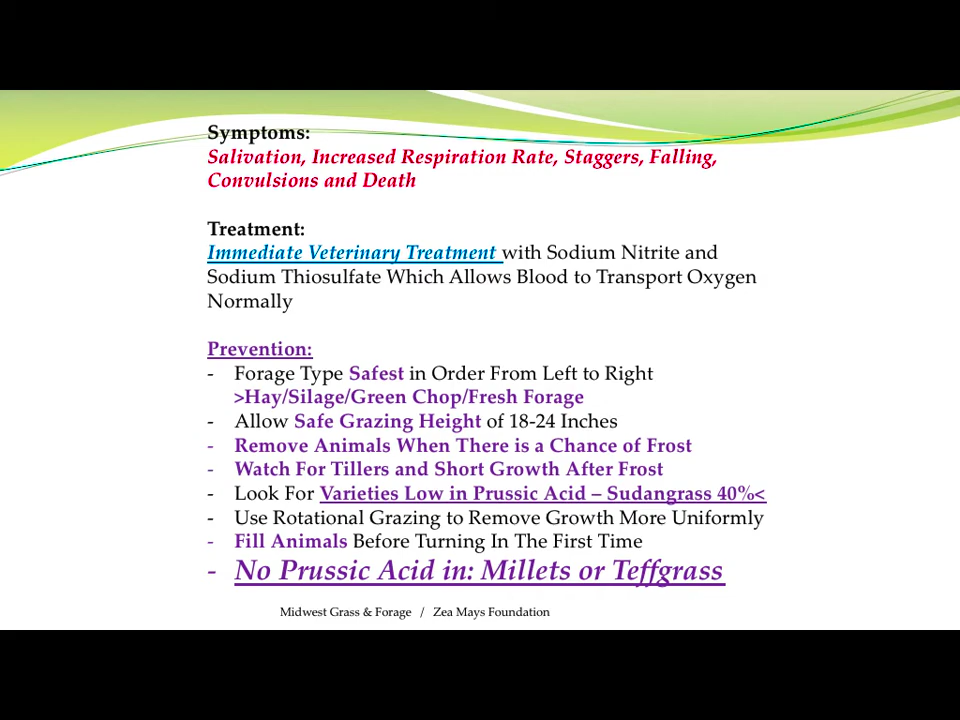 Symptoms:
Salivation, Increased Respiration Rate, Staggers, Falling,
Convulsions and Death
Treatment:
Immediate Veterinary Treatment with Sodium Nitrite and
Sodium Thiosulfate Which Allows Blood to Transport Oxygen
Normally
Prevention:
- Forage Type Safest in Order From Left to Right
>Hay/Silage/Green Chop/Fresh Forage
- Allow Safe Grazing Height of 18-24 Inches
- Remove Animals When There is a Chance of Frost
- Watch For Tillers and Short Growth After Frost
- Look For Varieties Low in Prussic Acid – Sudangrass 40%<
- Use Rotational Grazing to Remove Growth More Uniformly
- Fill Animals Before Turning In The First Time
- No Prussic Acid in: Millets or Teffgrass
Midwest Grass & Forage / Zea Mays Foundation